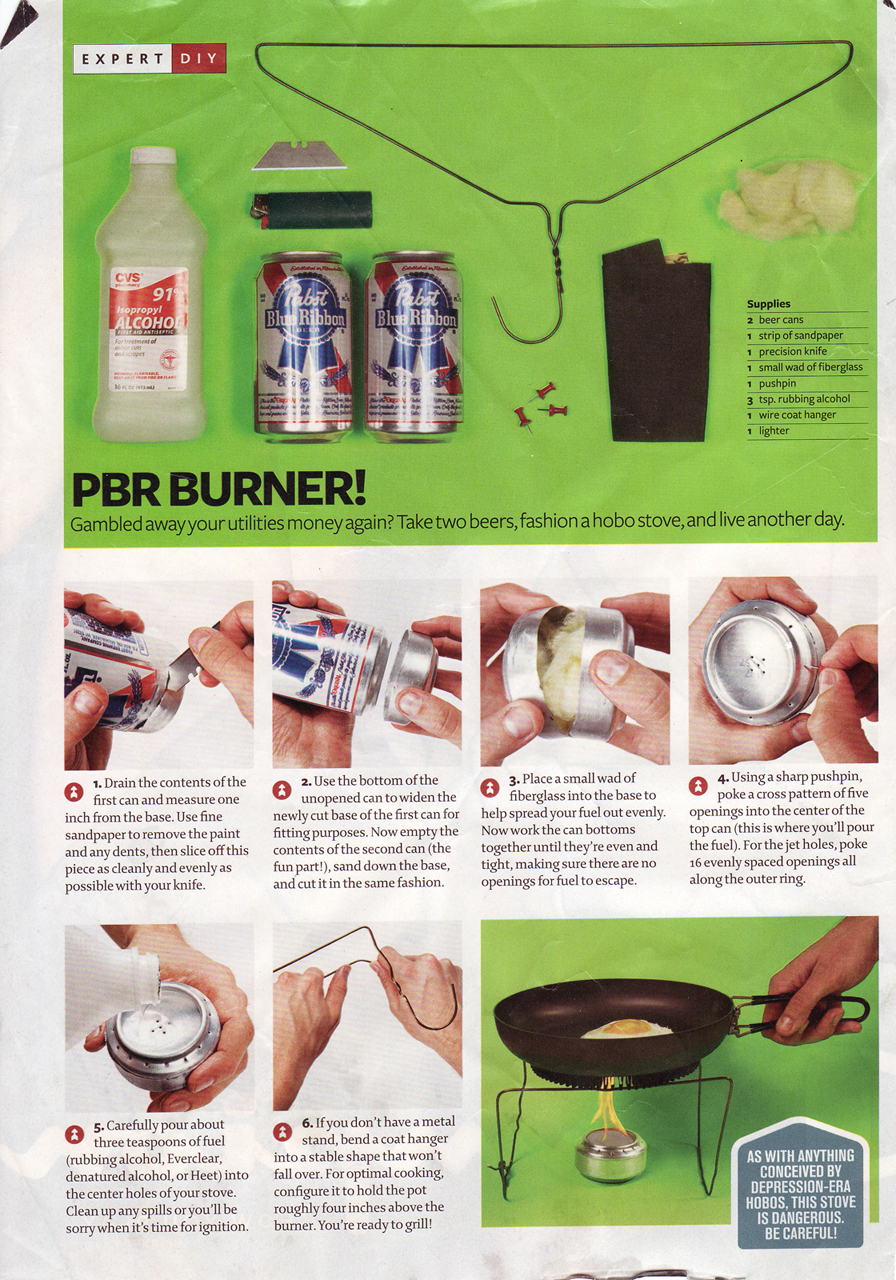 EXPERT DIY
CVS
pharmacy
91%
Isopropyl
ALCOHOL
FIRST AID ANTISEPTIC
For treatment of
minor cuts
and scrapes
16 FL OZ (473 mL)
Established in Milwaukee
Pabst
Blue Ribbon
BEER
Established in Milwaukee
Pabst
Blue Ribbon
BEER
Supplies
2 beer cans
1 strip of sandpaper
1 precision knife
1 small wad of fiberglass
1 pushpin
3 tsp. rubbing alcohol
1 wire coat hanger
1 lighter
PBR BURNER!
Gambled away your utilities money again? Take two beers, fashion a hobo stove, and live another day.
1. Drain the contents of the
first can and measure one
inch from the base. Use fine
sandpaper to remove the paint
and any dents, then slice off this
piece as cleanly and evenly as
possible with your knife.
2. Use the bottom of the
unopened can to widen the
newly cut base of the first can for
fitting purposes. Now empty the
contents of the second can (the
fun part!), sand down the base,
and cut it in the same fashion.
3. Place a small wad of
fiberglass into the base to
help spread your fuel out evenly.
Now work the can bottoms
together until they're even and
tight, making sure there are no
openings for fuel to escape.
4. Using a sharp pushpin,
poke a cross pattern of five
openings into the center of the
top can (this is where you'll pour
the fuel). For the jet holes, poke
16 evenly spaced openings all
along the outer ring.
5. Carefully pour about
three teaspoons of fuel
(rubbing alcohol, Everclear,
denatured alcohol, or Heet) into
the center holes of your stove.
Clean up any spills or you'll be
sorry when it's time for ignition.
6. If you don't have a metal
stand, bend a coat hanger
into a stable shape that won't
fall over. For optimal cooking,
configure it to hold the pot
roughly four inches above the
burner. You're ready to grill!
AS WITH ANYTHING
CONCEIVED BY
DEPRESSION-ERA
HOBOS, THIS STOVE
IS DANGEROUS.
BE CAREFUL!